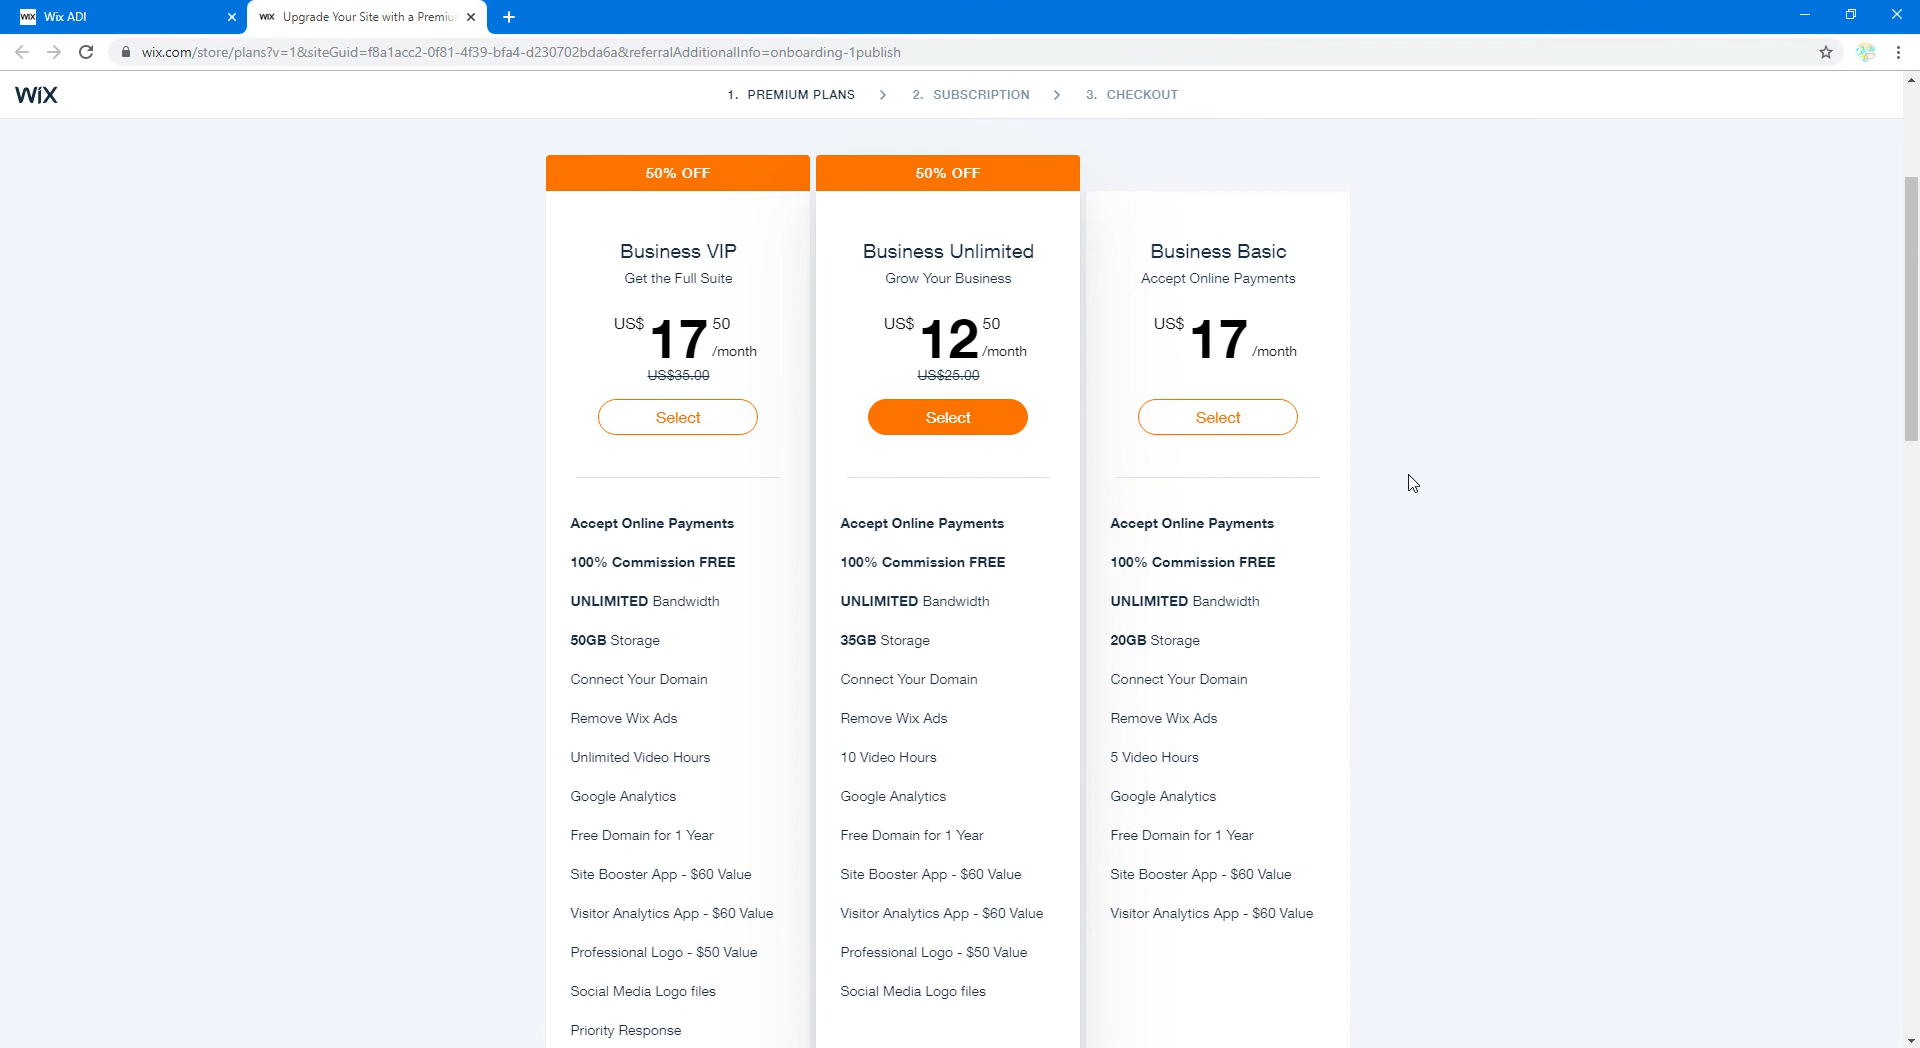 Wix ADI
Upgrade Your Site with a Premiu
wix.com/store/plans?v=1&siteGuid=f8a1acc2-0f81-4f39-bfa4-d230702bda6a&referralAdditionalInfo=onboarding-1publish
WIX
1. PREMIUM PLANS > 2. SUBSCRIPTION > 3. CHECKOUT
50% OFF
Business VIP
Get the Full Suite
US$ 17 50 /month
US$35.00
Select
Accept Online Payments
100% Commission FREE
UNLIMITED Bandwidth
50GB Storage
Connect Your Domain
Remove Wix Ads
Unlimited Video Hours
Google Analytics
Free Domain for 1 Year
Site Booster App - $60 Value
Visitor Analytics App - $60 Value
Professional Logo - $50 Value
Social Media Logo files
Priority Response
50% OFF
Business Unlimited
Grow Your Business
US$ 12 50 /month
US$25.00
Select
Accept Online Payments
100% Commission FREE
UNLIMITED Bandwidth
35GB Storage
Connect Your Domain
Remove Wix Ads
10 Video Hours
Google Analytics
Free Domain for 1 Year
Site Booster App - $60 Value
Visitor Analytics App - $60 Value
Professional Logo - $50 Value
Social Media Logo files
Business Basic
Accept Online Payments
US$ 17 /month
Select
Accept Online Payments
100% Commission FREE
UNLIMITED Bandwidth
20GB Storage
Connect Your Domain
Remove Wix Ads
5 Video Hours
Google Analytics
Free Domain for 1 Year
Site Booster App - $60 Value
Visitor Analytics App - $60 Value